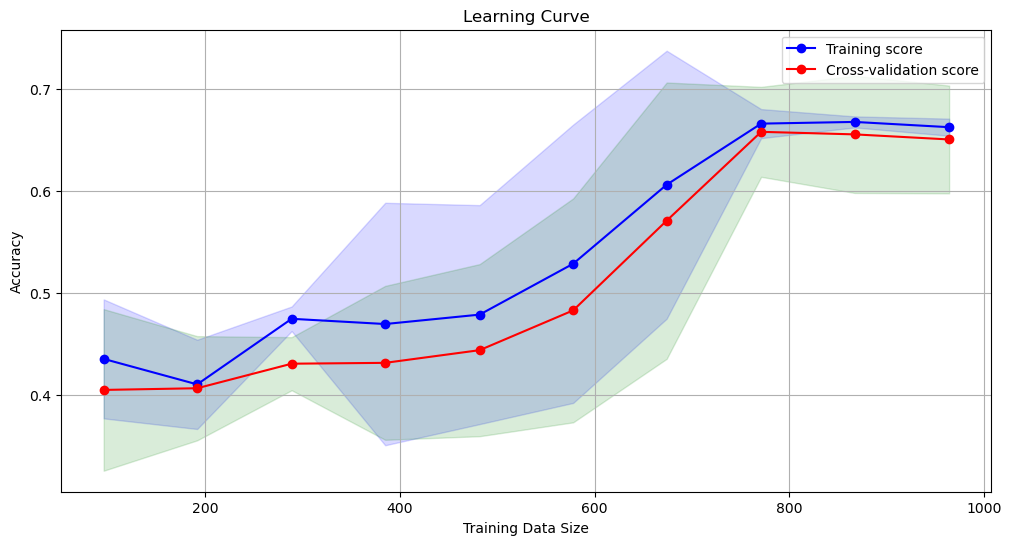 Learning Curve
Training score
Cross-validation score
0.7
0.6
0.5
0.4
Accuracy
200
400
600
800
1000
Training Data Size